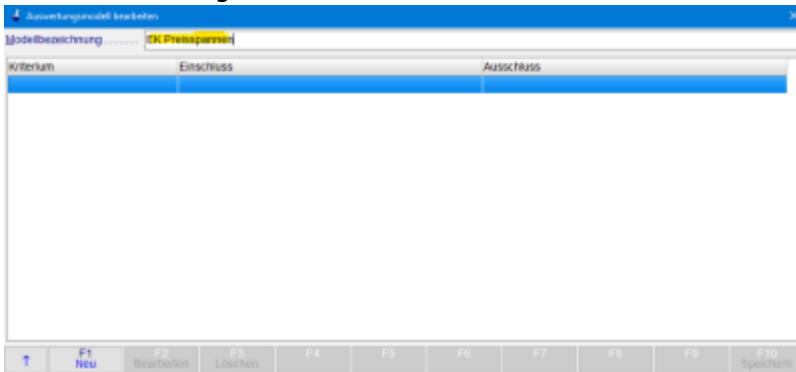 Auswertungsmodell bearbeiten
Modellbezeichnung......... EK Preisspannen
Kriterium Einschluss Ausschluss
F1 F2 F3 F4 F5 F6 F7 F8 F9 F10
↑ Neu Bearbeiten Löschen Speichern